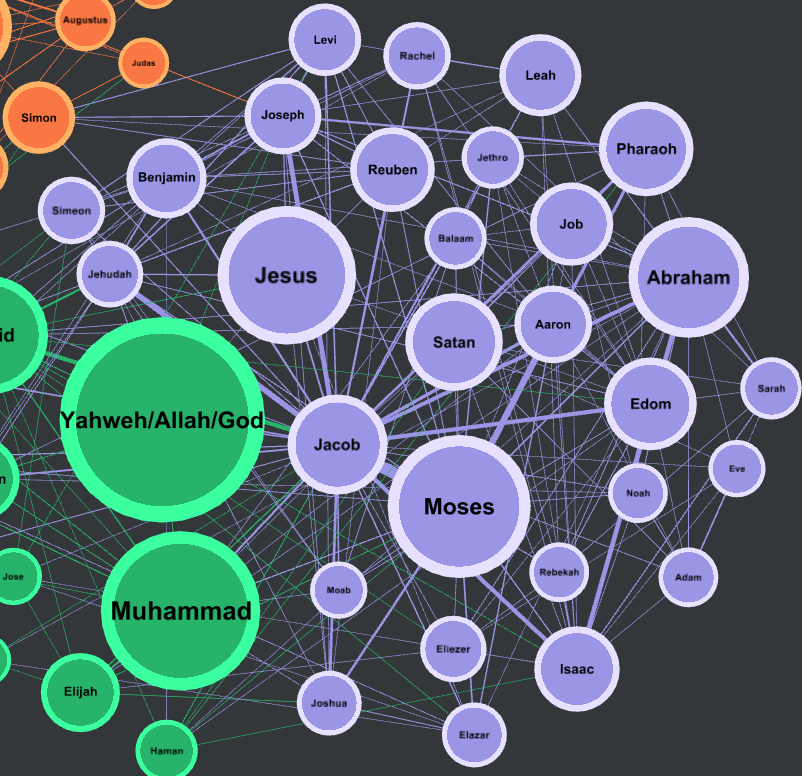 Augustus
Levi
Rachel
Judas
Leah
Simon
Joseph
Pharaoh
Jethro
Reuben
Benjamin
Simeon
Job
Balaam
Jehudah
Jesus
Abraham
Aaron
id
Satan
Sarah
Edom
Yahweh/Allah/God
Jacob
Eve
n
Noah
Moses
Rebekah
Jose
Adam
Moab
Muhammad
Eliezer
Isaac
Elijah
Joshua
Elazar
Haman